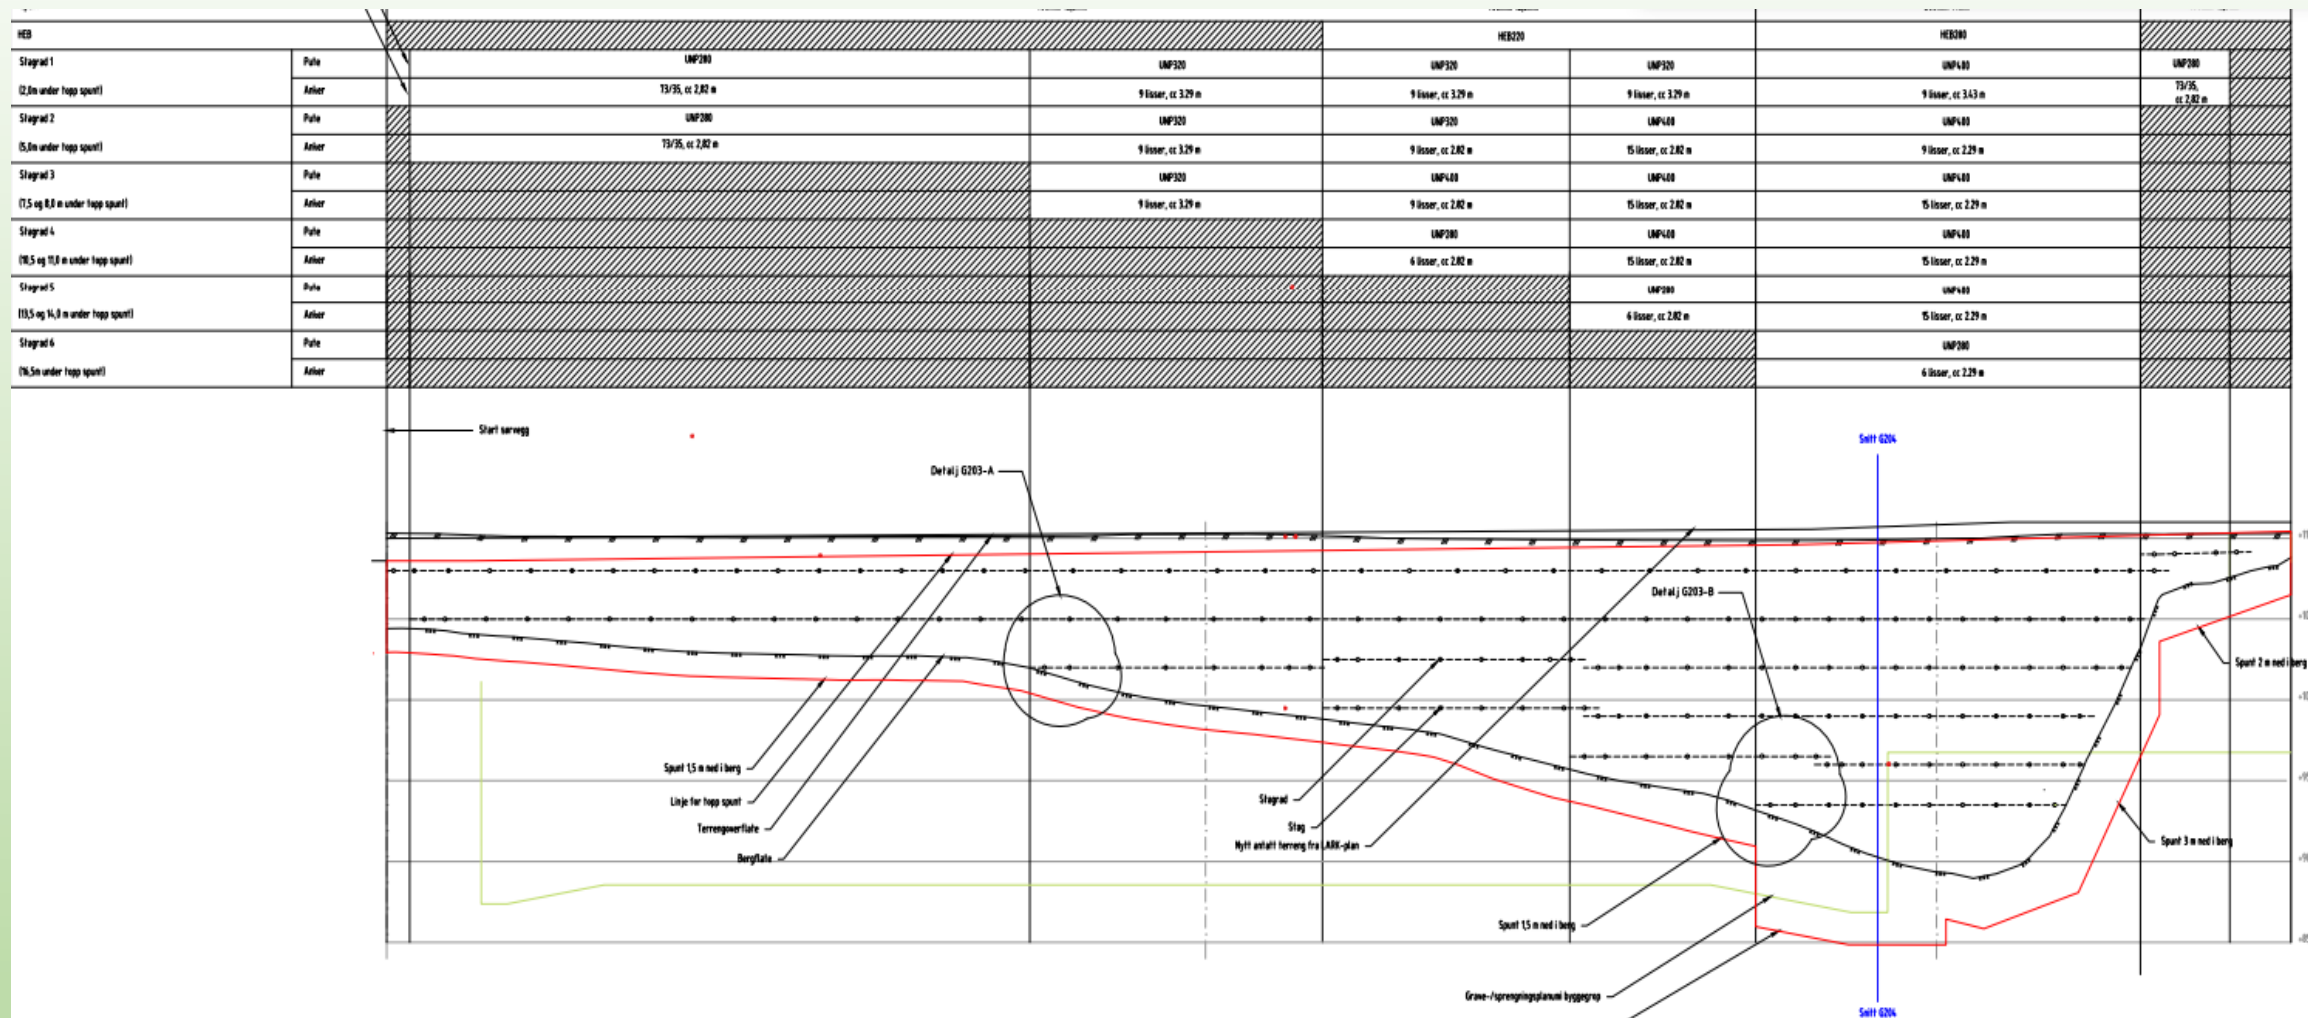 HEB HEB220 HEB280
Stagrad 1 Pute UNP280 UNP320 UNP320 UNP320 UNP400 UNP280
(2,0m under topp spunt) Anker T3/35, cc 2,82 m 9 lisser, cc 3.29 m 9 lisser, cc 3.29 m 9 lisser, cc 3.29 m 9 lisser, cc 3.43 m T3/35,
cc 2,82 m
Stagrad 2 Pute UNP280 UNP320 UNP320 UNP400 UNP400
(5,0m under topp spunt) Anker T3/35, cc 2,82 m 9 lisser, cc 3.29 m 9 lisser, cc 2.82 m 15 lisser, cc 2.82 m 9 lisser, cc 2.29 m
Stagrad 3 Pute UNP320 UNP400 UNP400 UNP400
(7,5 og 8,0 m under topp spunt) Anker 9 lisser, cc 3.29 m 9 lisser, cc 2.82 m 15 lisser, cc 2.82 m 15 lisser, cc 2.29 m
Stagrad 4 Pute UNP280 UNP400 UNP400
(10,5 og 11,0 m under topp spunt) Anker 6 lisser, cc 2.82 m 15 lisser, cc 2.82 m 15 lisser, cc 2.29 m
Stagrad 5 Pute UNP280 UNP400
(13,5 og 14,0 m under topp spunt) Anker 6 lisser, cc 2.82 m 15 lisser, cc 2.29 m
Stagrad 6 Pute UNP280
(16,5m under topp spunt) Anker 6 lisser, cc 2.29 m
Start sørvegg
Snitt G204
Detalj G203-A
Detalj G203-B
Spunt 2 m ned i berg
Spunt 1,5 m ned i berg
Linje for topp spunt
Terrengoverflate
Bergflate
Stagrad
Stag
Nytt antatt terreng fra LARK-plan
Spunt 3 m ned i berg
Spunt 1,5 m ned i berg
Grave-/sprengningsplanumi byggegrop
Snitt G204